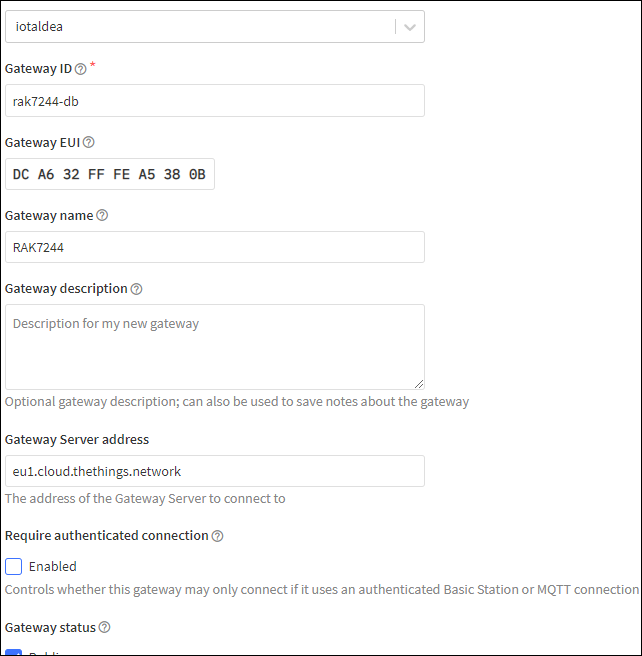 iotaldea
Gateway ID *
rak7244-db
Gateway EUI
DC A6 32 FF FE A5 38 0B
Gateway name
RAK7244
Gateway description
Description for my new gateway
Optional gateway description; can also be used to save notes about the gateway
Gateway Server address
eu1.cloud.thethings.network
The address of the Gateway Server to connect to
Require authenticated connection
Enabled
Controls whether this gateway may only connect if it uses an authenticated Basic Station or MQTT connection
Gateway status